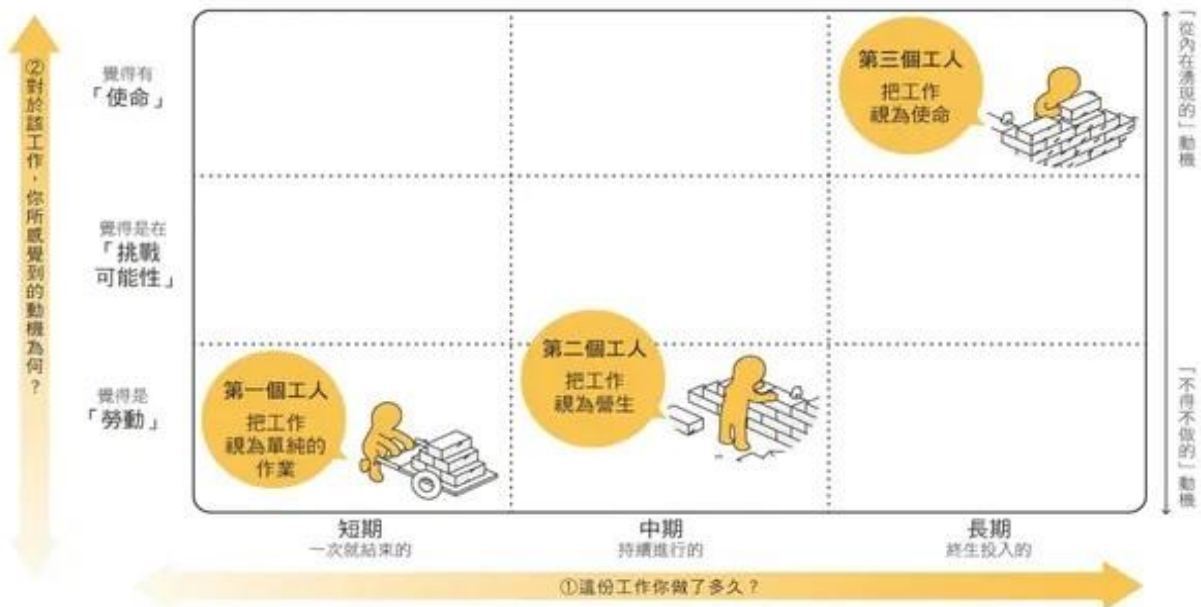 ②對於該工作，你所感覺到的動機為何？
覺得有
「使命」
覺得是在
「挑戰
可能性」
覺得是
「勞動」
第三個工人
把工作
視為使命
第二個工人
把工作
視為營生
第一個工人
把工作
視為單純的
作業
「從內在湧現的」動機
「不得不做的」動機
短期
一次就結束的
中期
持續進行的
長期
終生投入的
①這份工作你做了多久？